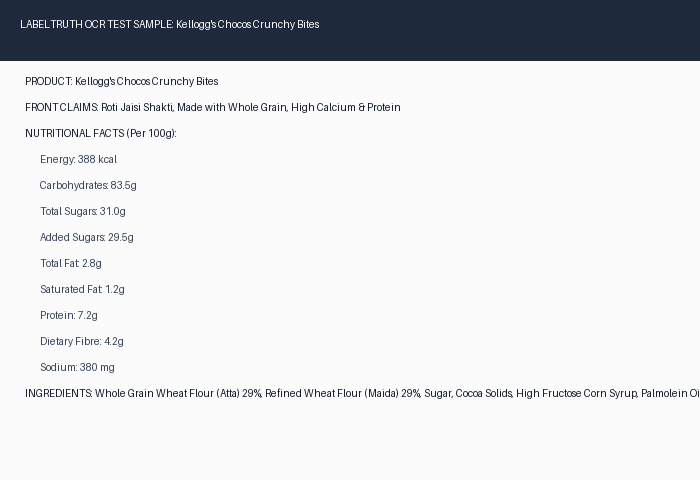 LABELTRUTH OCR TEST SAMPLE: Kellogg's Chocos Crunchy Bites
PRODUCT: Kellogg's Chocos Crunchy Bites
FRONT CLAIMS: Roti Jaisi Shakti, Made with Whole Grain, High Calcium & Protein
NUTRITIONAL FACTS (Per 100g):
Energy: 388 kcal
Carbohydrates: 83.5g
Total Sugars: 31.0g
Added Sugars: 29.5g
Total Fat: 2.8g
Saturated Fat: 1.2g
Protein: 7.2g
Dietary Fibre: 4.2g
Sodium: 380 mg
INGREDIENTS: Whole Grain Wheat Flour (Atta) 29%, Refined Wheat Flour (Maida) 29%, Sugar, Cocoa Solids, High Fructose Corn Syrup, Palmolein